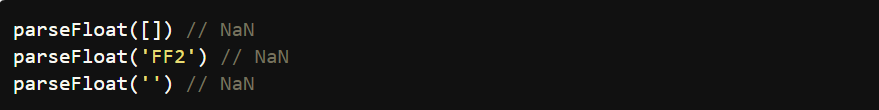 parseFloat([]) // NaN
parseFloat('FF2') // NaN
parseFloat('') // NaN